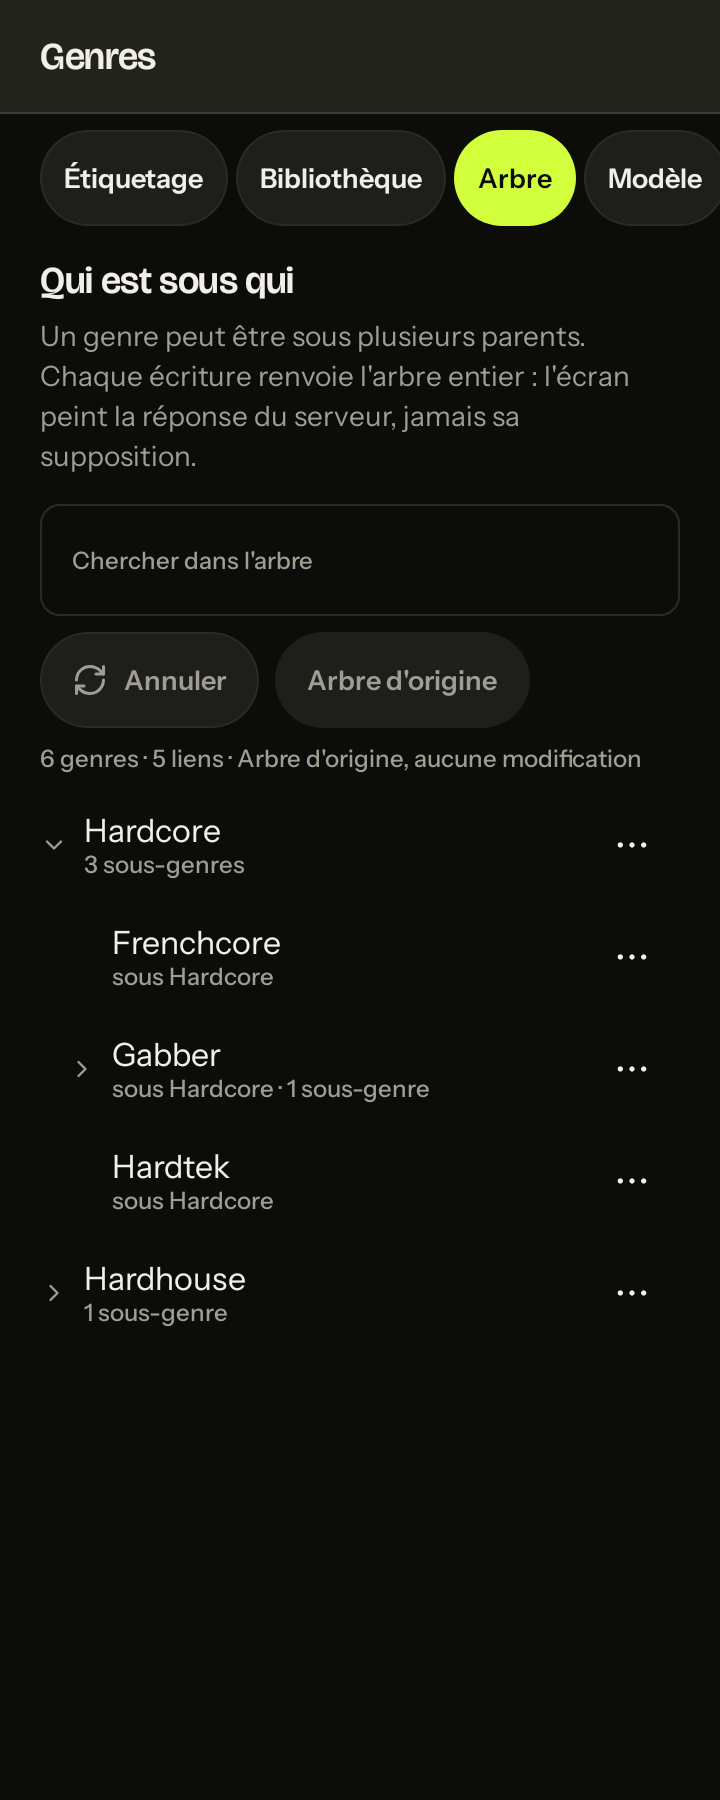 Genres
Étiquetage
Bibliothèque
Arbre
Modèle
Qui est sous qui
Un genre peut être sous plusieurs parents.
Chaque écriture renvoie l'arbre entier : l'écran
peint la réponse du serveur, jamais sa
supposition.
Chercher dans l'arbre
Annuler
Arbre d'origine
6 genres · 5 liens · Arbre d'origine, aucune modification
Hardcore
3 sous-genres
Frenchcore
sous Hardcore
Gabber
sous Hardcore · 1 sous-genre
Hardtek
sous Hardcore
Hardhouse
1 sous-genre